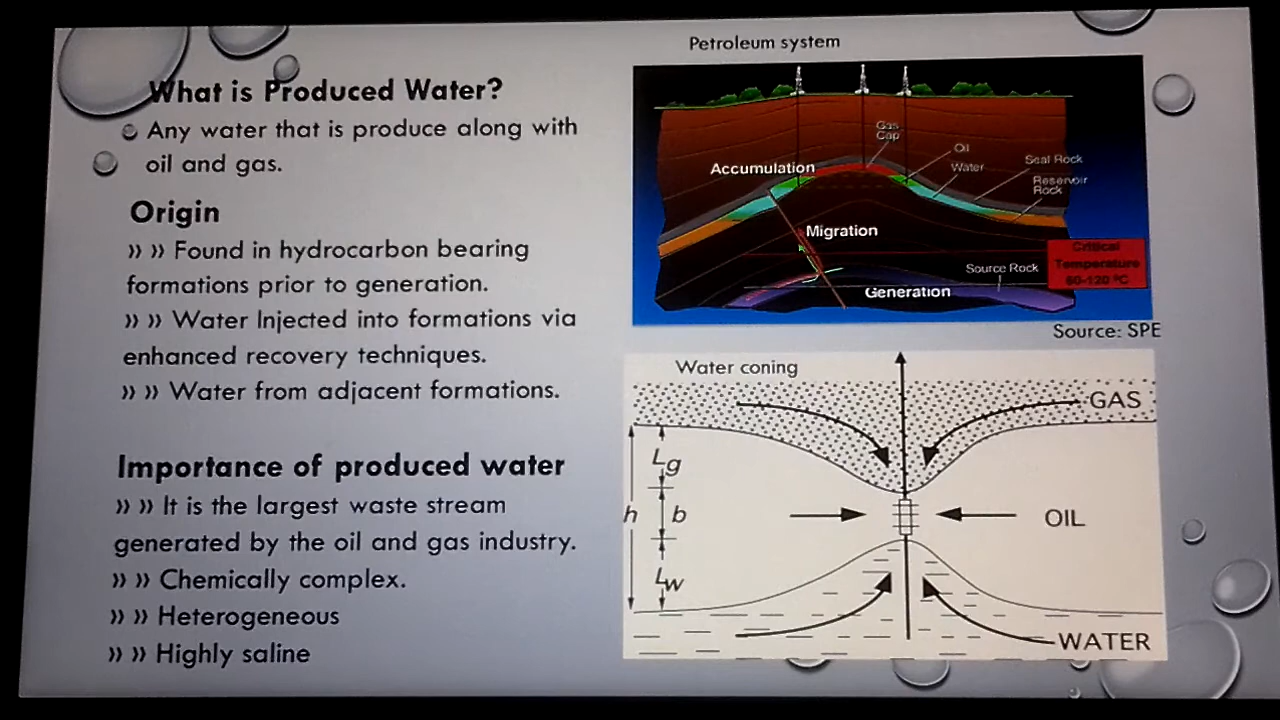 What is Produced Water?
Any water that is produce along with
oil and gas.
Origin
» » Found in hydrocarbon bearing
formations prior to generation.
» » Water Injected into formations via
enhanced recovery techniques.
» » Water from adjacent formations.
Importance of produced water
» » It is the largest waste stream
generated by the oil and gas industry.
» » Chemically complex.
» » Heterogeneous
» » Highly saline
Petroleum system
Gas
Cap
Oil
Accumulation
Water
Seal Rock
Reservoir
Rock
Migration
Critical
Temperature
60-120 ºC
Source Rock
Generation
Source: SPE
Water coning
GAS
Lg
h
b
OIL
Lw
WATER